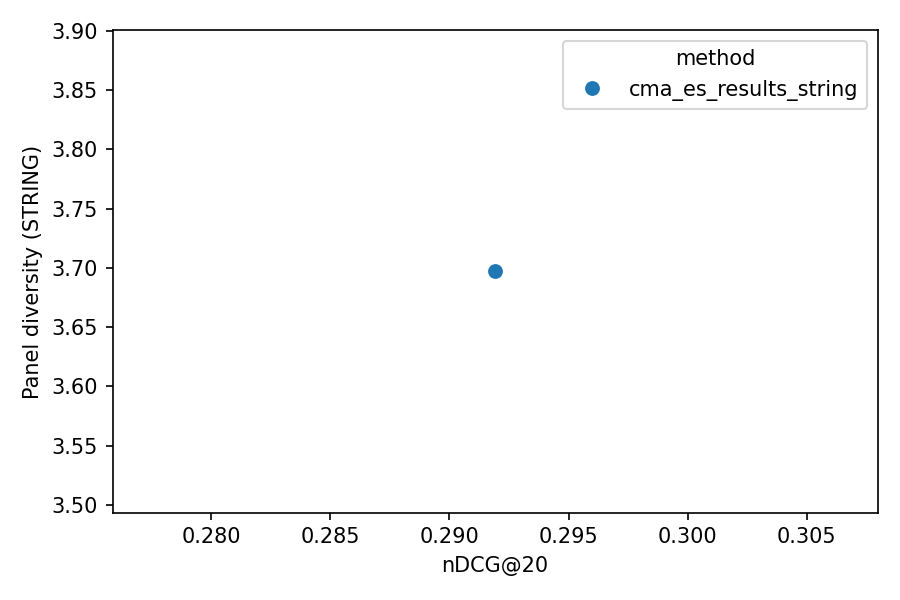 3.90
3.85
3.80
3.75
3.70
3.65
3.60
3.55
3.50
Panel diversity (STRING)
method
cma_es_results_string
0.280 0.285 0.290 0.295 0.300 0.305
nDCG@20